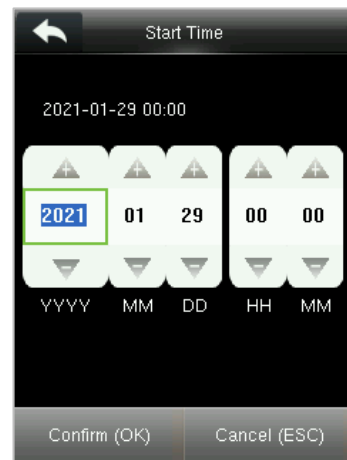 Start Time
2021-01-29 00:00
+ + + + +
2021 01 29 00 00
- - - - -
YYYY MM DD HH MM
Confirm (OK) Cancel (ESC)